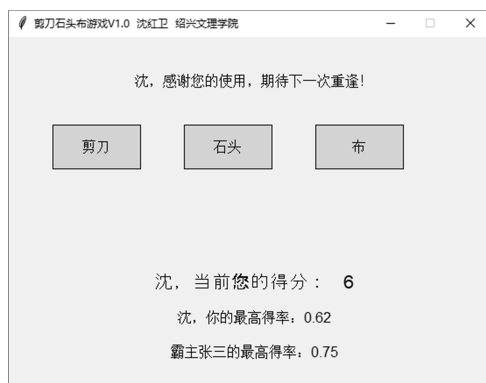 剪刀石头布游戏V1.0 沈红卫 绍兴文理学院
沈，感谢您的使用，期待下一次重逢！
剪刀 石头 布
沈，当前您的得分： 6
沈，你的最高得率：0.62
霸主张三的最高得率：0.75